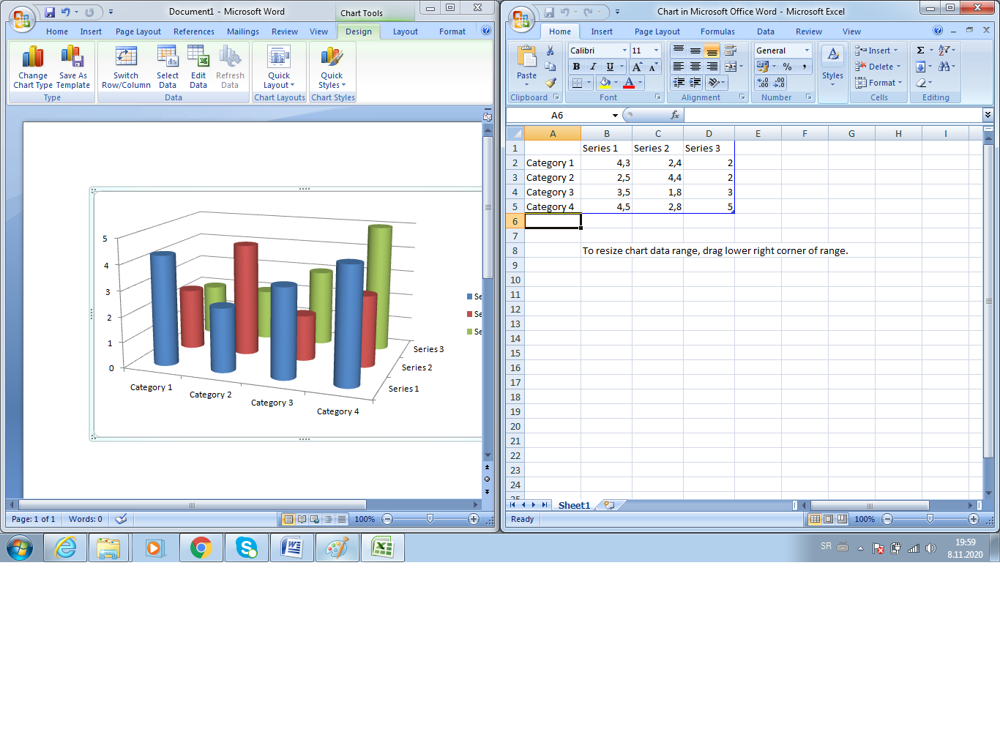 Document1 - Microsoft Word
Chart Tools
Home Insert Page Layout References Mailings Review View Design Layout Format
Change Chart Type
Save As Template
Switch Row/Column
Select Data
Edit Data
Refresh Data
Quick Layout
Quick Styles
Type Data Chart Layouts Chart Styles
5
4
3
2
1
0
Category 1
Category 2
Category 3
Category 4
Series 3
Series 2
Series 1
Se
Se
Se
Page: 1 of 1 Words: 0 100%
Chart in Microsoft Office Word - Microsoft Excel
Home Insert Page Layout Formulas Data Review View
Paste
Calibri 11
B I U A A
A
General
% ,
Styles
Insert
Delete
Format
Σ
Clipboard Font Alignment Number Cells Editing
A6 fx
A B C D E F G H I
1 Series 1 Series 2 Series 3
2 Category 1 4,3 2,4 2
3 Category 2 2,5 4,4 2
4 Category 3 3,5 1,8 3
5 Category 4 4,5 2,8 5
6
7
8 To resize chart data range, drag lower right corner of range.
9
10
11
12
13
14
15
16
17
18
19
20
21
22
23
24
25
Sheet1
Ready 100%
SR 19:59
8.11.2020